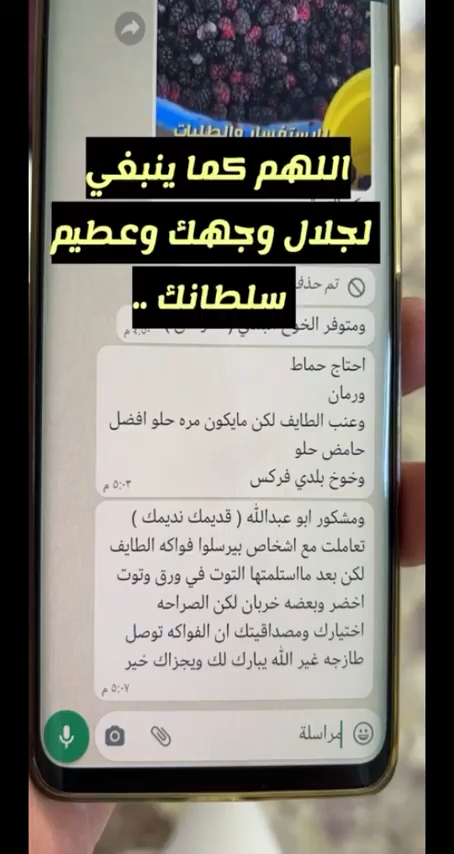 للاستفسار والطلبات
اللهم كما ينبغي
لجلال وجهك وعظيم
سلطانك ..
تم حذف
ومتوفر الخوخ
احتاج حماط
ورمان
وعنب الطايف لكن مايكون مره حلو افضل
حامض حلو
وخوخ بلدي فركس
٥:٠٣ م
ومشكور ابو عبدالله ( قديمك نديمك )
تعاملت مع اشخاص بيرسلوا فواكه الطايف
لكن بعد مااستلمتها التوت في ورق وتوت
اخضر وبعضه خربان لكن الصراحه
اختيارك ومصداقيتك ان الفواكه توصل
طازجه غير الله يبارك لك ويجزاك خير
٥:٠٧ م
مراسلة